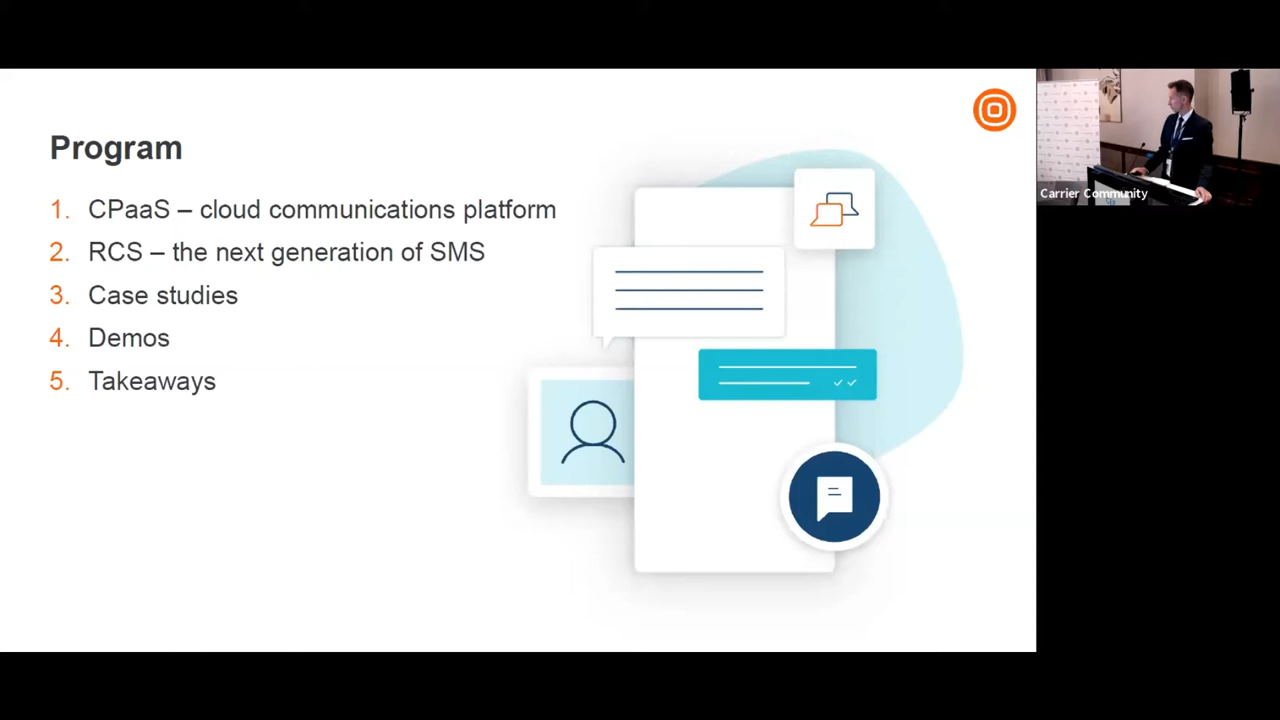 Program
1. CPaaS – cloud communications platform
2. RCS – the next generation of SMS
3. Case studies
4. Demos
5. Takeaways
Carrier Community